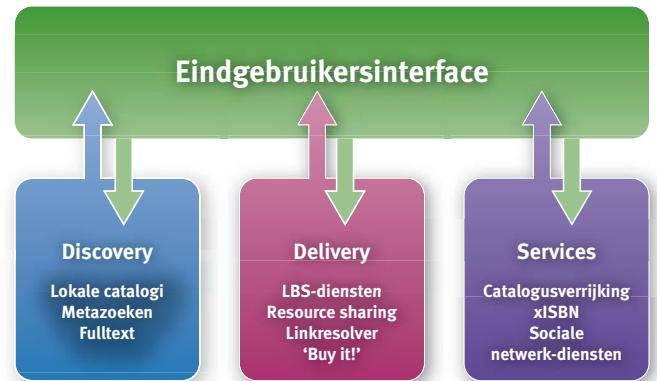 Eindgebruikersinterface
Discovery
Lokale catalogi
Metazoeken
Fulltext
Delivery
LBS-diensten
Resource sharing
Linkresolver
‘Buy it!’
Services
Catalogusverrijking
xISBN
Sociale
netwerk-diensten